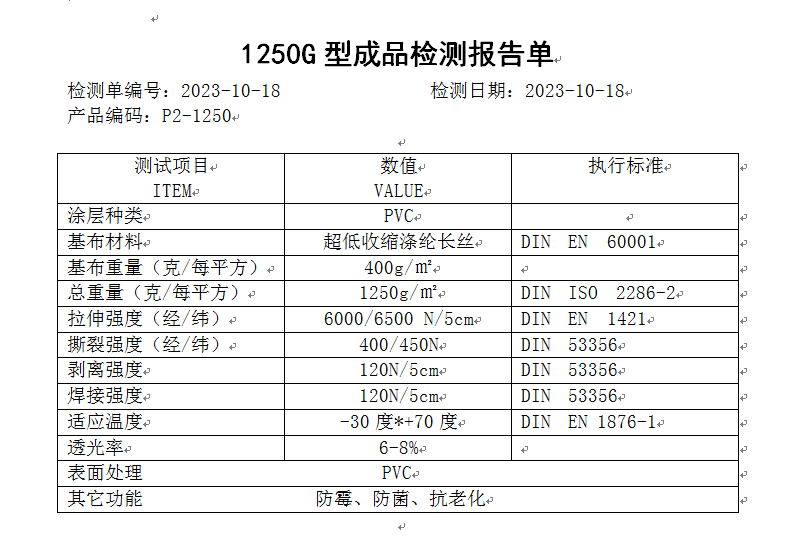 1250G 型成品检测报告单
检测单编号：2023-10-18 检测日期：2023-10-18
产品编码：P2-1250
测试项目 数值 执行标准
ITEM VALUE
涂层种类 PVC
基布材料 超低收缩涤纶长丝 DIN EN 60001
基布重量（克/每平方） 400g/㎡
总重量（克/每平方） 1250g/㎡ DIN ISO 2286-2
拉伸强度（经/纬） 6000/6500 N/5cm DIN EN 1421
撕裂强度（经/纬） 400/450N DIN 53356
剥离强度 120N/5cm DIN 53356
焊接强度 120N/5cm DIN 53356
适应温度 -30 度*+70 度 DIN EN 1876-1
透光率 6-8%
表面处理 PVC
其它功能 防霉、防菌、抗老化